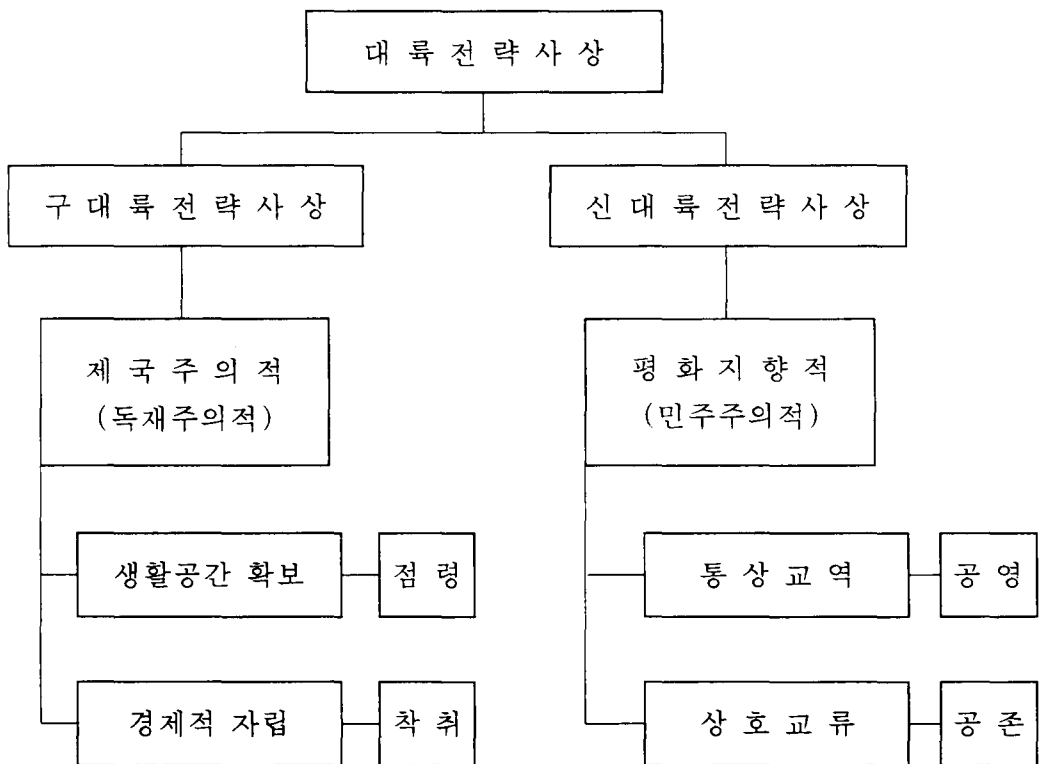 대륙전략사상
구대륙전략사상
신대륙전략사상
제국주의적
(독재주의적)
평화지향적
(민주주의적)
생활공간 확보
점령
통상교역
공영
경제적 자립
착취
상호교류
공존